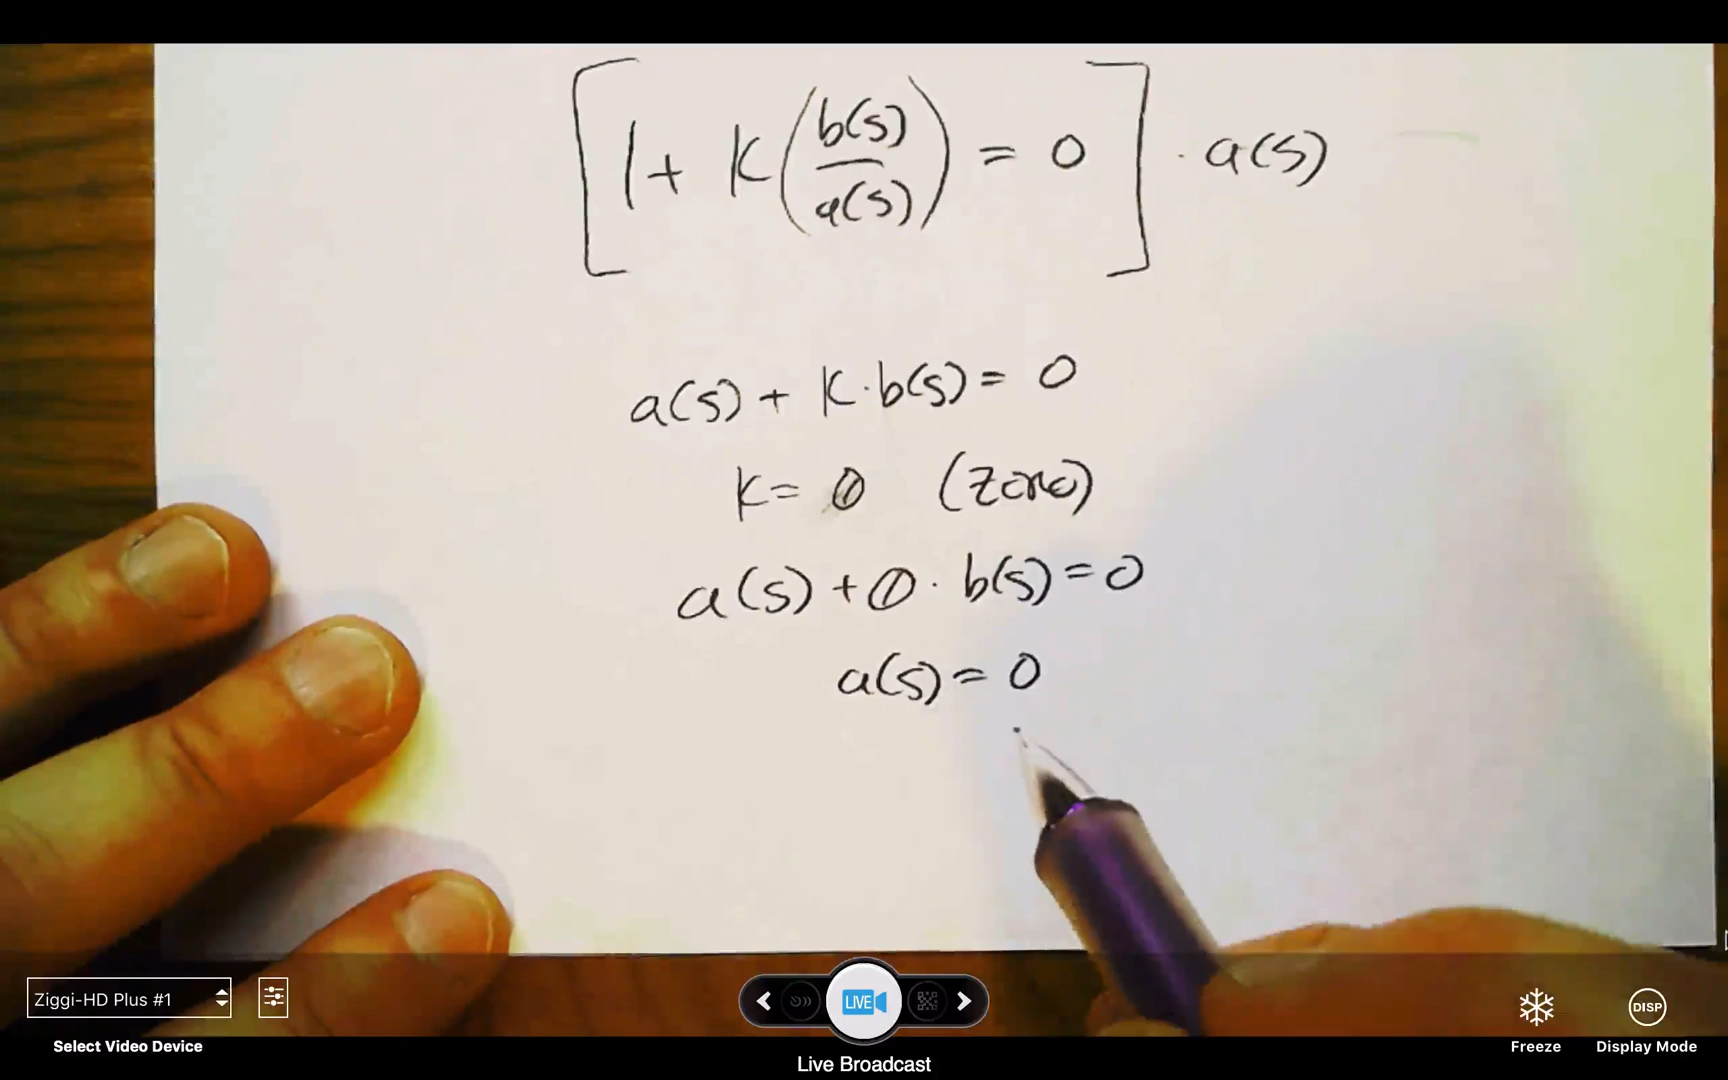 [1 + K(b(s)/a(s)) = 0] · a(s)
a(s) + K·b(s) = 0
K = 0 (Zero)
a(s) + 0 · b(s) = 0
a(s) = 0
Ziggi-HD Plus #1
LIVE
DISP
Select Video Device
Live Broadcast
Freeze
Display Mode